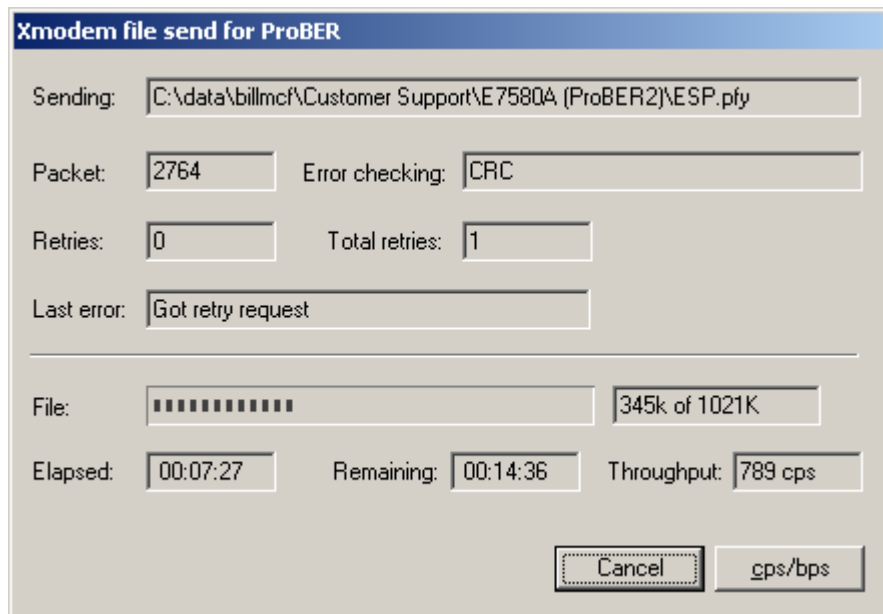 Xmodem file send for ProBER
Sending: C:\data\billmcf\Customer Support\E7580A (ProBER2)\ESP.pfy
Packet: 2764 Error checking: CRC
Retries: 0 Total retries: 1
Last error: Got retry request
File: 345k of 1021K
Elapsed: 00:07:27 Remaining: 00:14:36 Throughput: 789 cps
Cancel cps/bps